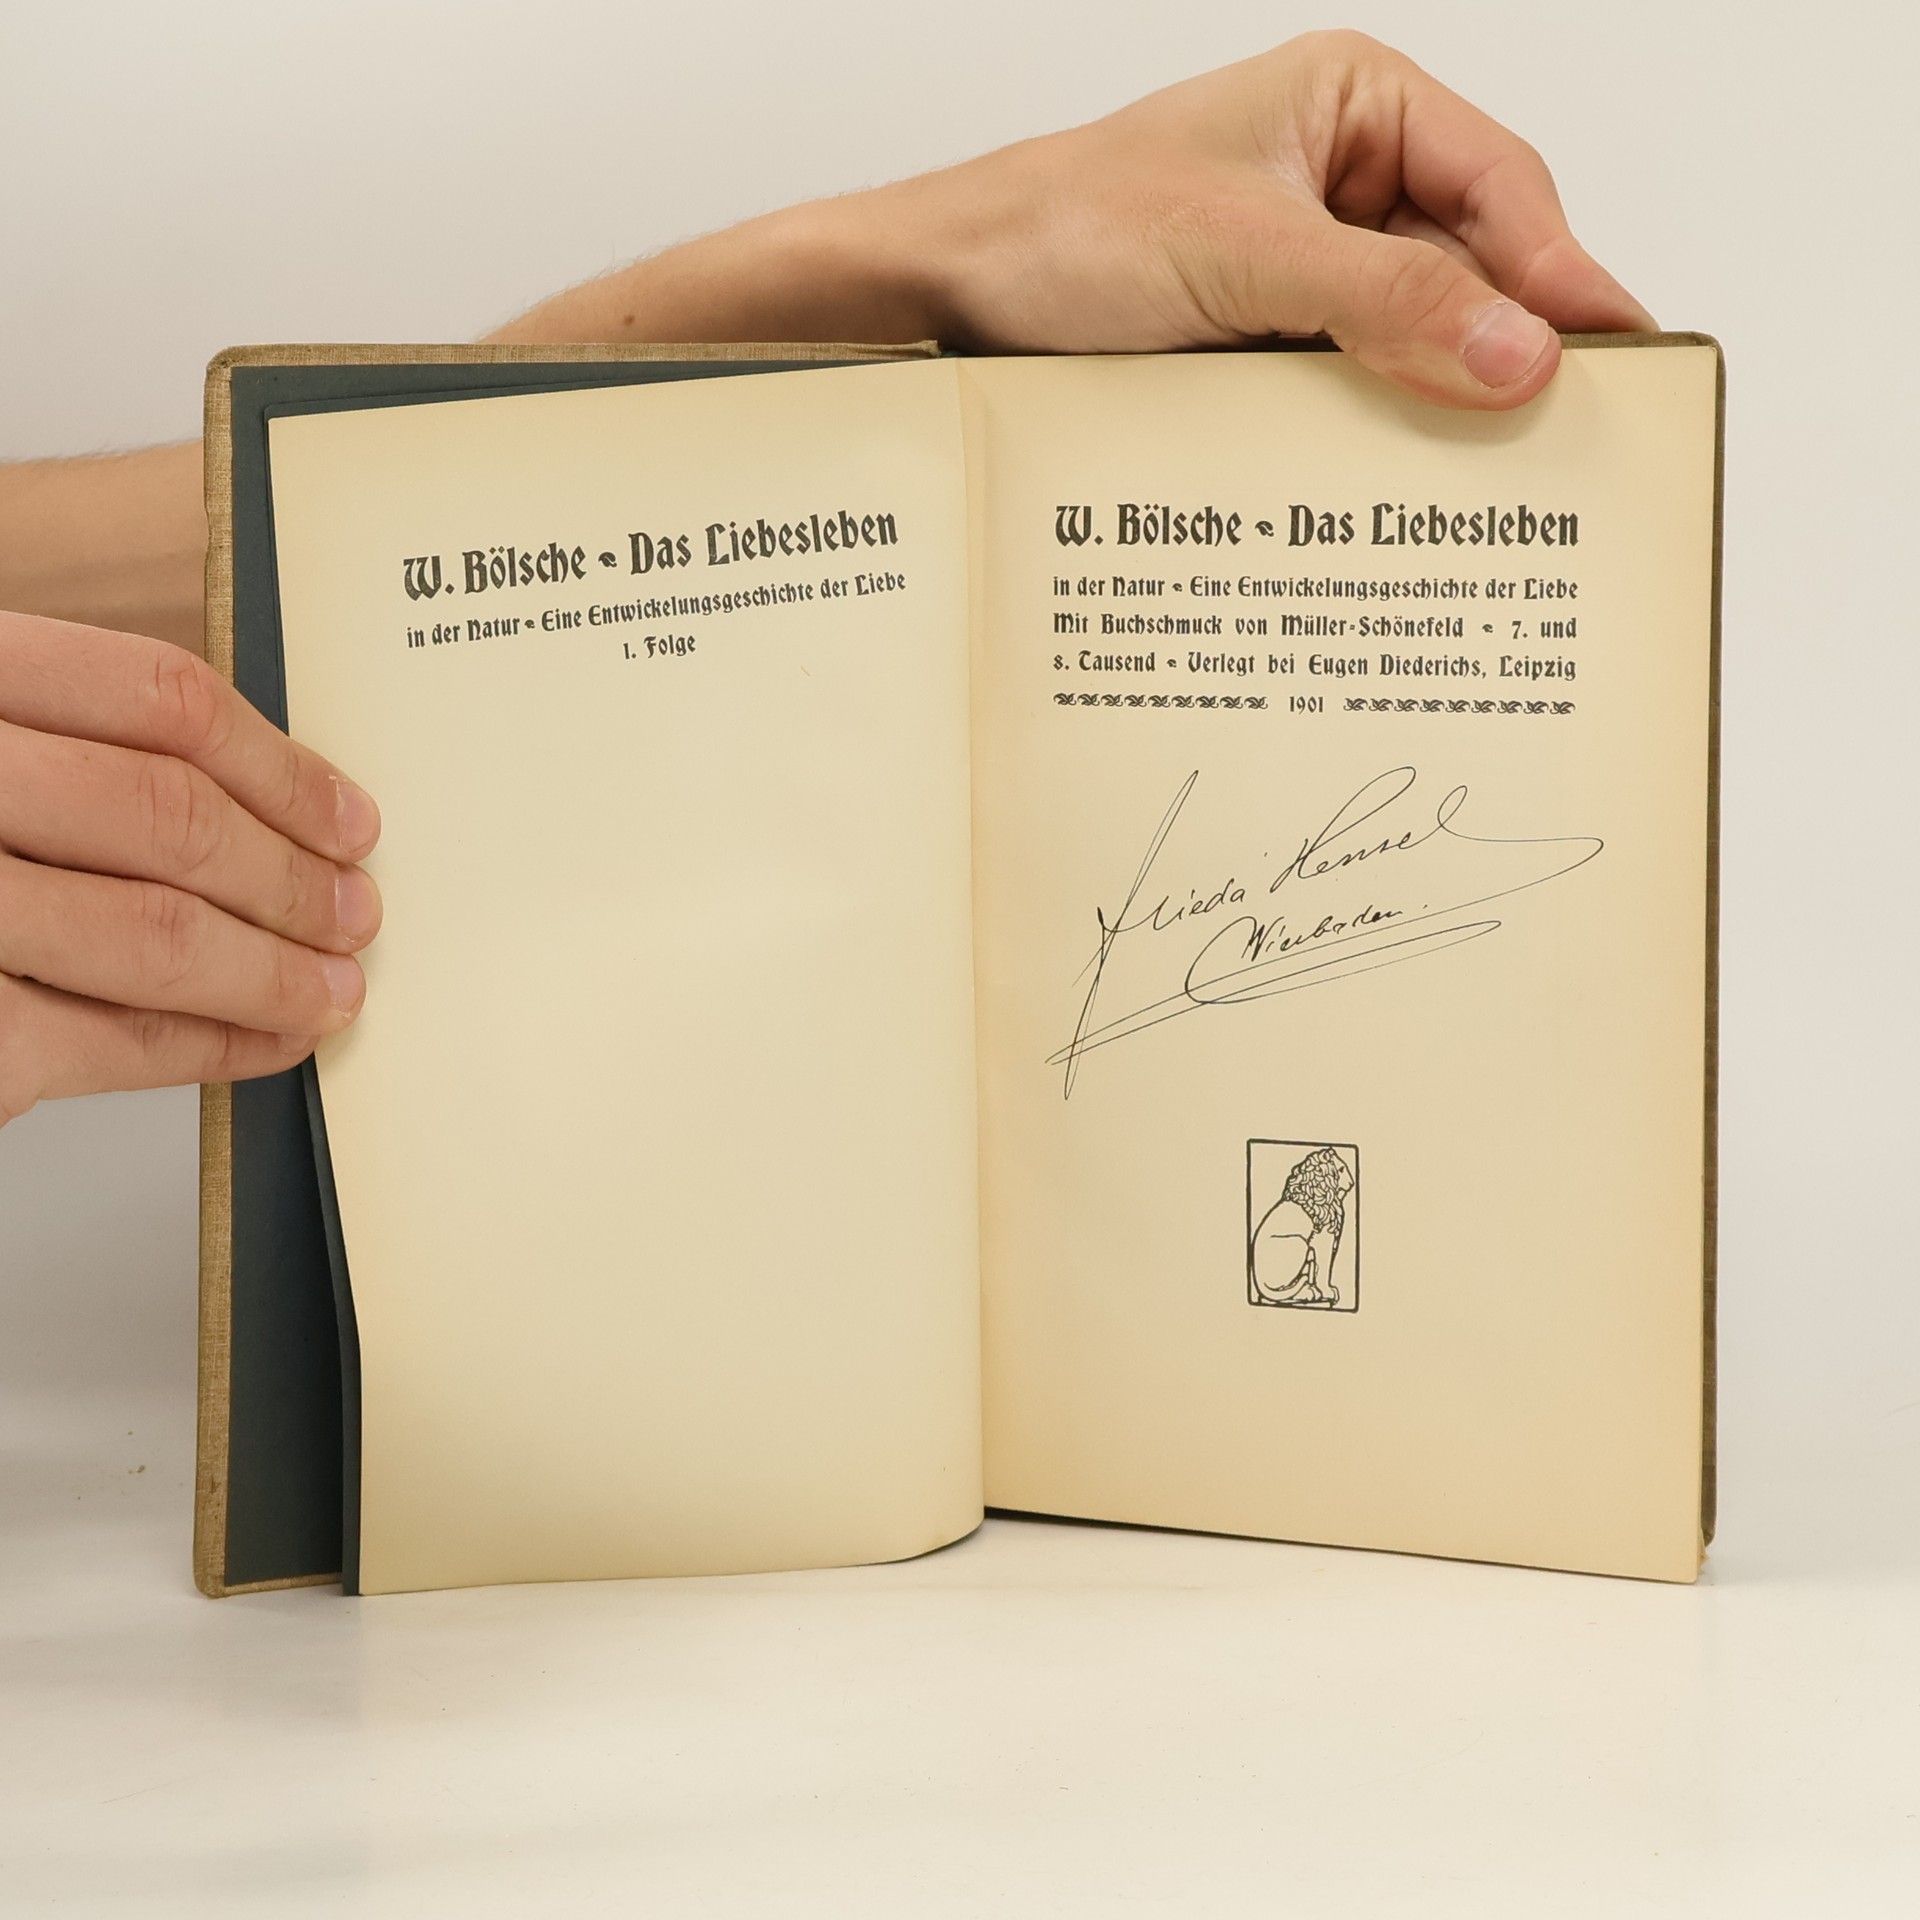 W. Bölsche Das Liebesleben
in der Natur Eine Entwickelungsgeschichte der Liebe
1. Folge
W. Bölsche Das Liebesleben
in der Natur Eine Entwickelungsgeschichte der Liebe
Mit Buchschmuck von Müller-Schönefeld 7. und
8. Tausend Verlegt bei Eugen Diederichs, Leipzig
1901
Frieda Hensel
Wiesbaden.